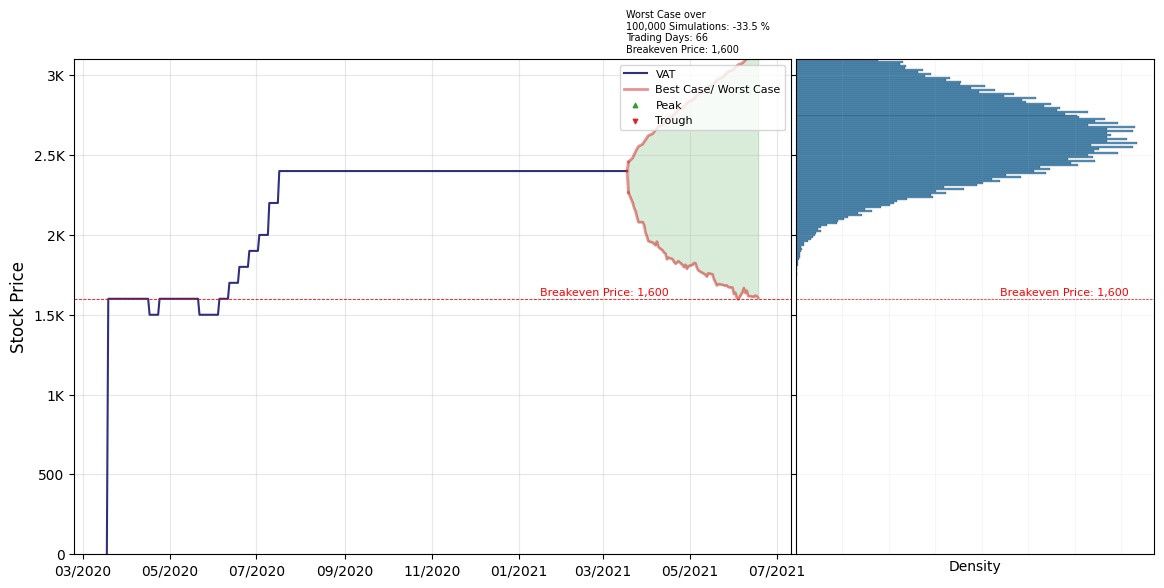 Worst Case over
100,000 Simulations: -33.5 %
Trading Days: 66
Breakeven Price: 1,600
VAT
Best Case/ Worst Case
Peak
Trough
3K
2.5K
2K
1.5K
1K
500
0
Stock Price
Breakeven Price: 1,600
Breakeven Price: 1,600
03/2020 05/2020 07/2020 09/2020 11/2020 01/2021 03/2021 05/2021 07/2021
Density